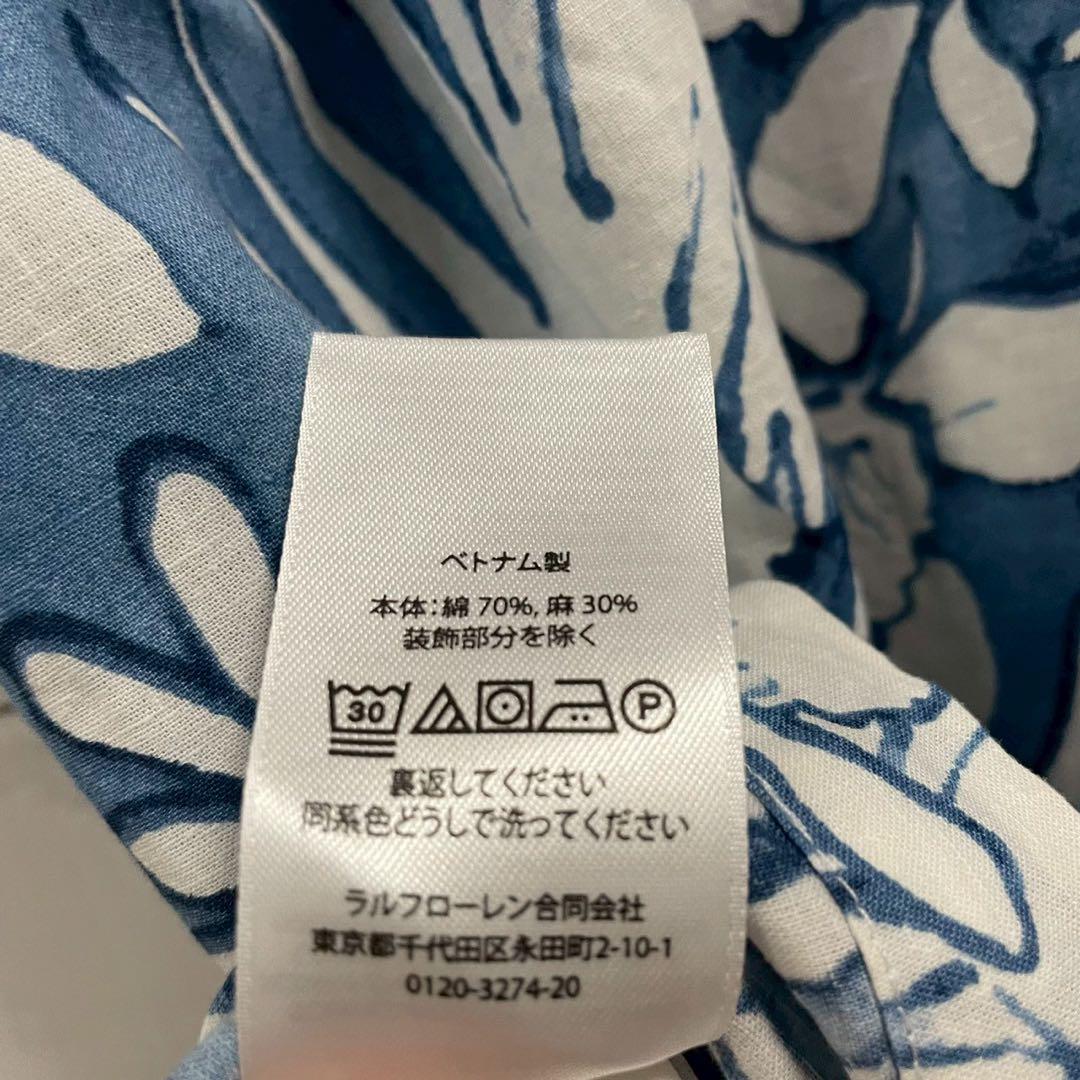 ベトナム製
本体：綿 70%, 麻 30%
装飾部分を除く
30 P
裏返してください
同系色どうしで洗ってください
ラルフローレン合同会社
東京都千代田区永田町2-10-1
0120-3274-20